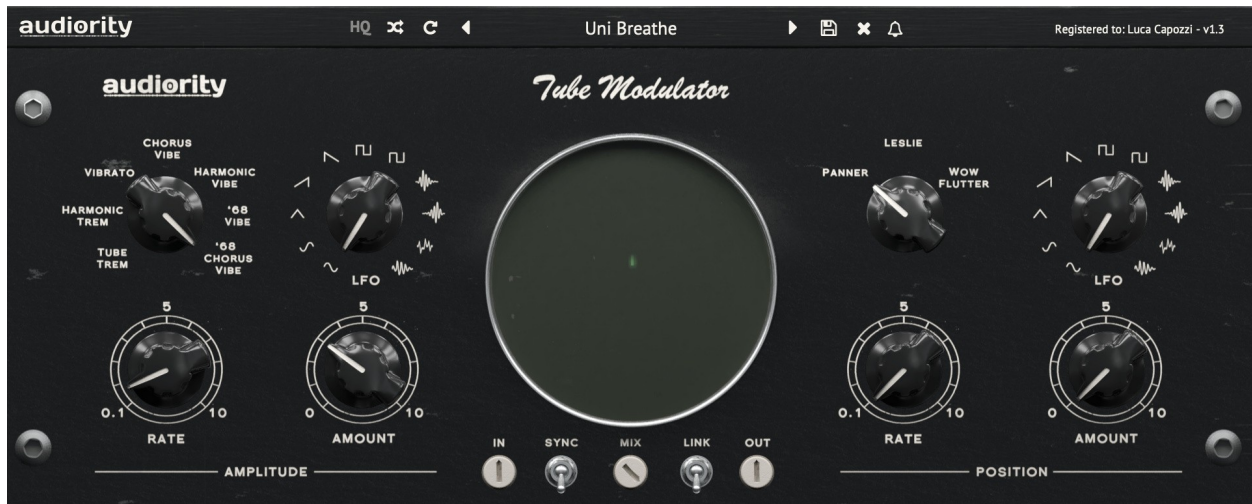 audiority HQ Uni Breathe Registered to: Luca Capozzi - v1.3
audiority
Tube Modulator
CHORUS
VIBE
VIBRATO
HARMONIC
VIBE
HARMONIC
TREM
'68
VIBE
TUBE
TREM
'68
CHORUS
VIBE
LFO
5
0.1
10
RATE
5
0
10
AMOUNT
AMPLITUDE
IN
SYNC
MIX
LINK
OUT
LESLIE
PANNER
WOW
FLUTTER
LFO
5
0.1
10
RATE
5
0
10
AMOUNT
POSITION